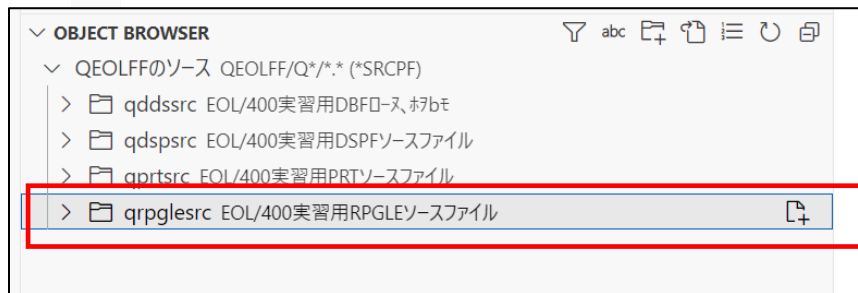 OBJECT BROWSER abc
QEOLFFのソース QEOLFF/Q*/*.* (*SRCPF)
qddssrc EOL/400実習用DBFﾛｰﾇ､ﾎｦbﾓ
qdspsrc EOL/400実習用DSPFソースファイル
qprtsrc EOL/400実習用PRTソースファイル
qrpglesrc EOL/400実習用RPGLEソースファイル